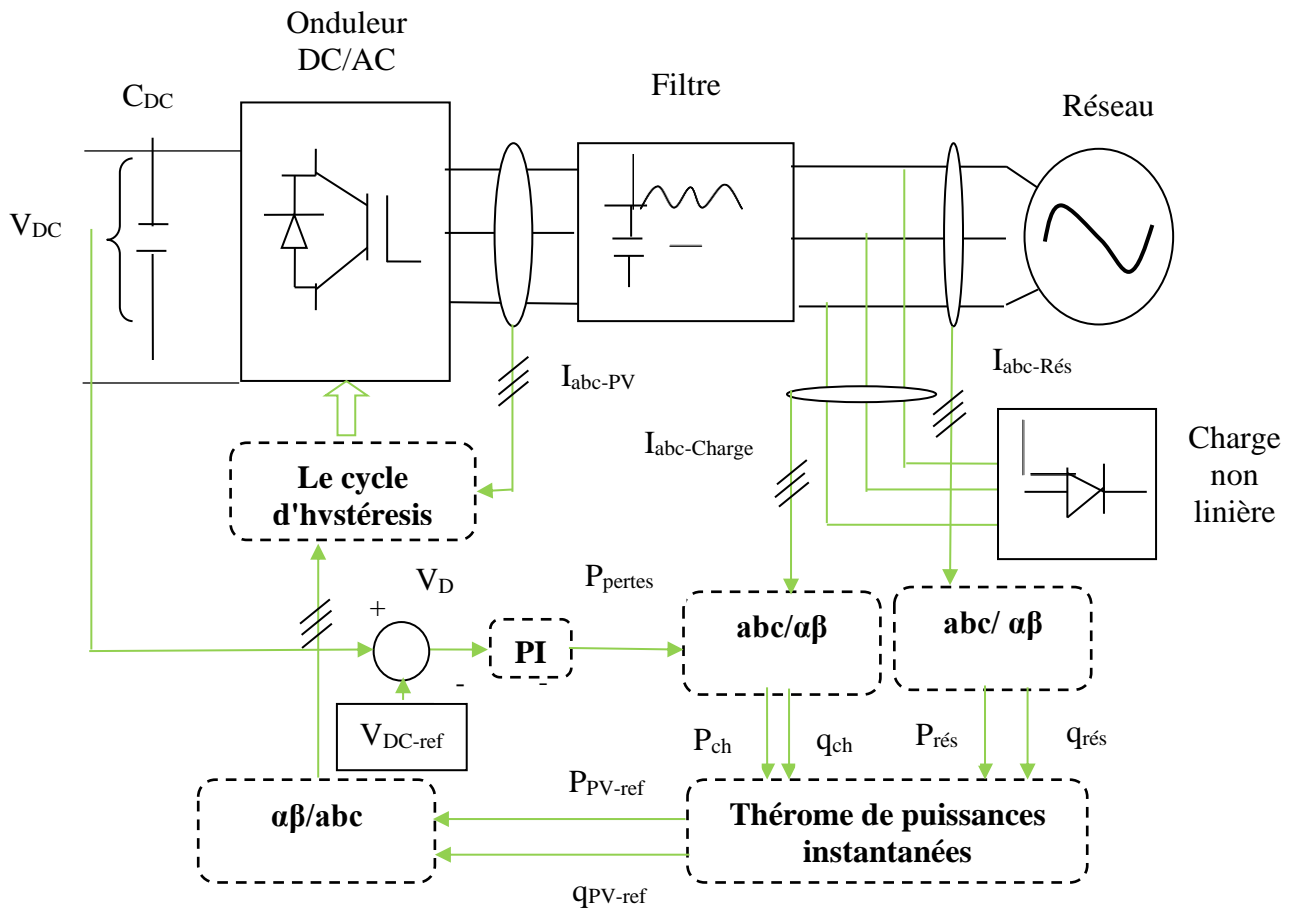 Onduleur
DC/AC
Filtre
Réseau
CDC
VDC
Iabc-PV
Iabc-Rés
Iabc-Charge
Charge
non
linière
Le cycle
d'hvstéresis
VD
Ppertes
+
-
PI
-
abc/αβ
abc/ αβ
VDC-ref
Pch
qch
Prés
qrés
PPV-ref
αβ/abc
Thérome de puissances
instantanées
qPV-ref